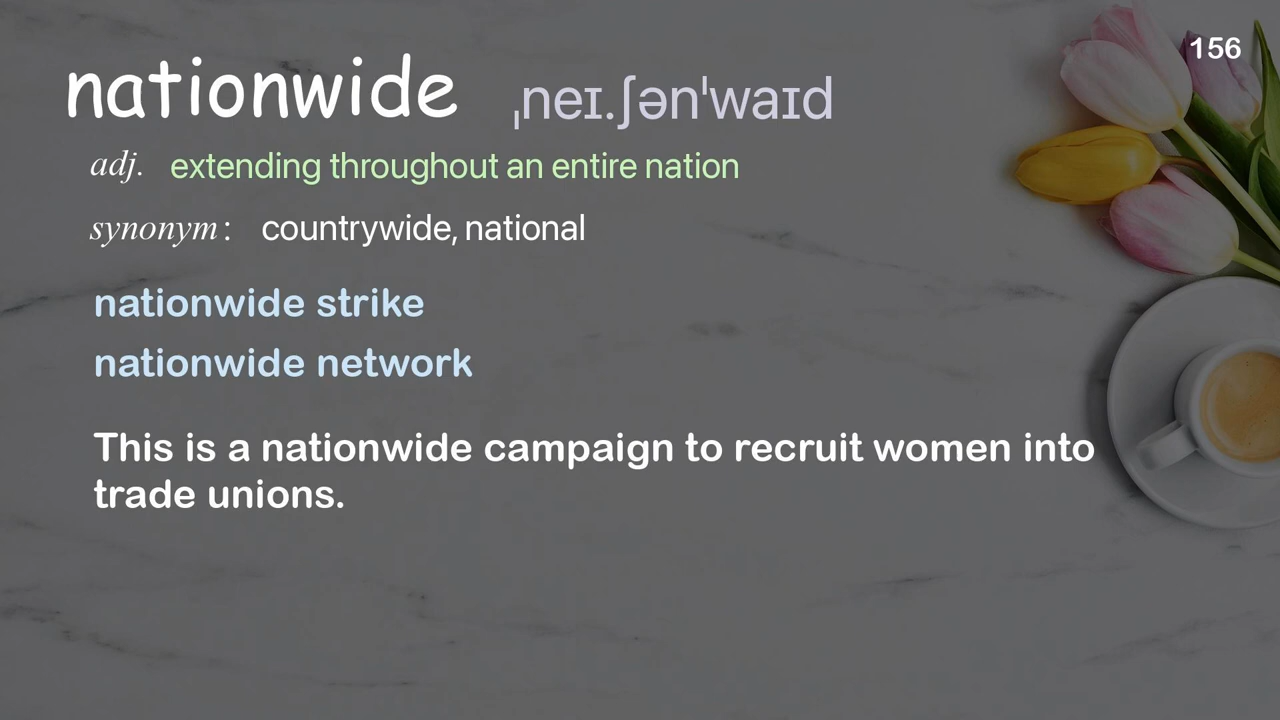 156
nationwide ˌneɪ.ʃənˈwaɪd
adj. extending throughout an entire nation
synonym: countrywide, national
nationwide strike
nationwide network
This is a nationwide campaign to recruit women into
trade unions.